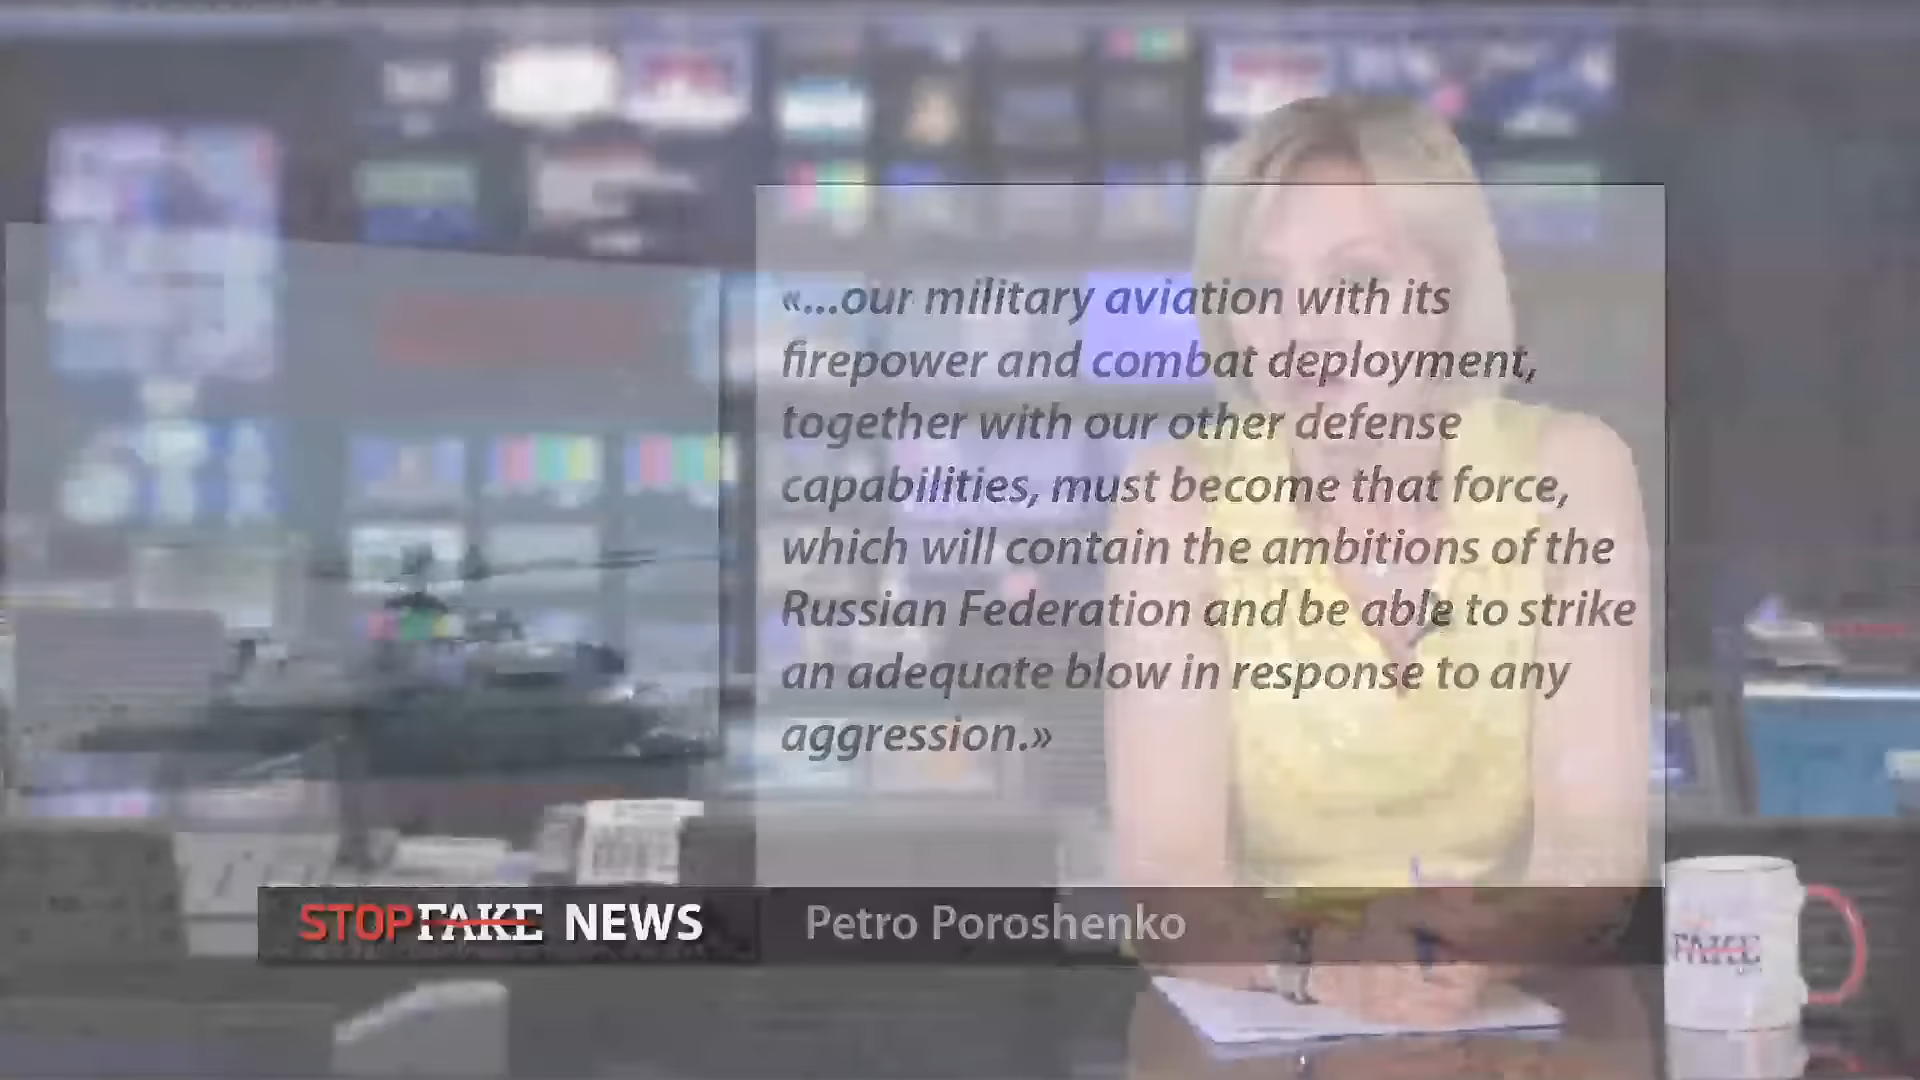 «...our military aviation with its
firepower and combat deployment,
together with our other defense
capabilities, must become that force,
which will contain the ambitions of the
Russian Federation and be able to strike
an adequate blow in response to any
aggression.»
STOPFAKE NEWS
Petro Poroshenko
FAKE